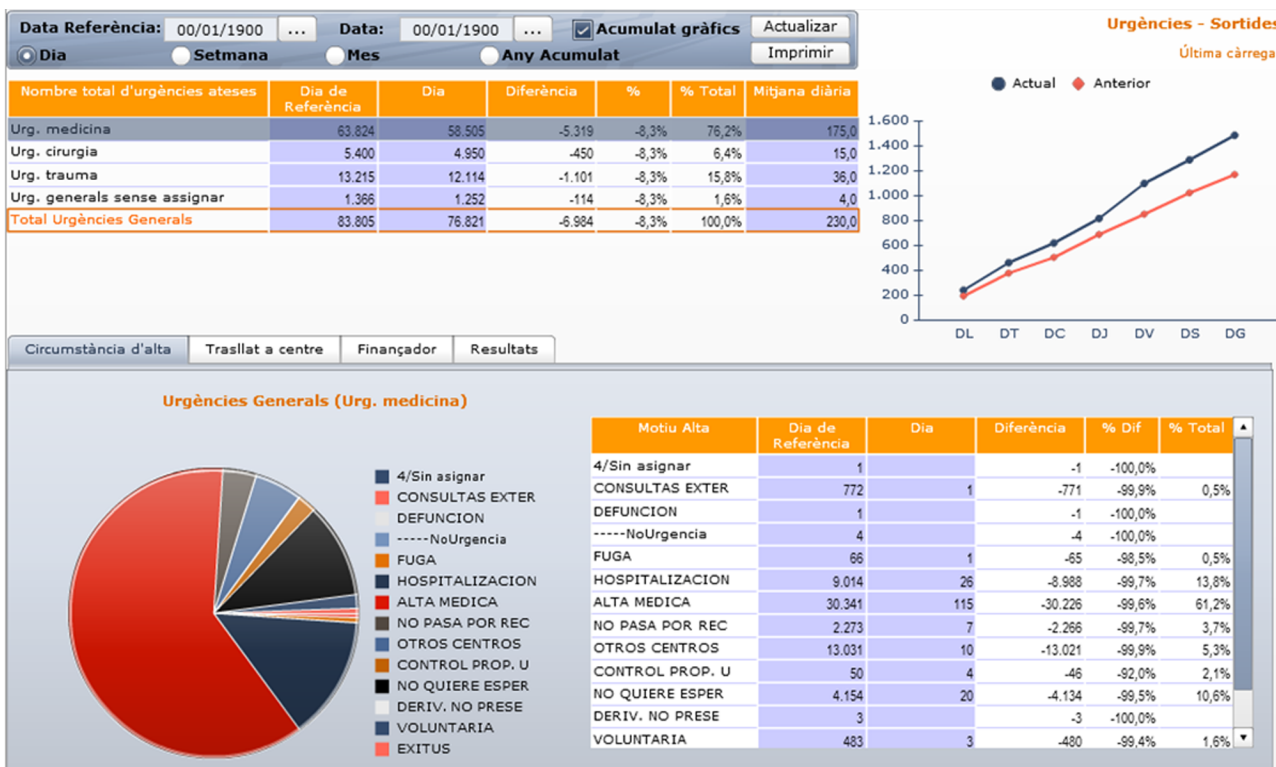 Data Referència: 00/01/1900 ... Data: 00/01/1900 ... Acumulat gràfics Actualizar
Dia Setmana Mes Any Acumulat Imprimir
Urgències - Sortides
Última càrrega
Nombre total d'urgències ateses Dia de Referència Dia Diferència % % Total Mitjana diària
Urg. medicina 63.824 58.505 -5.319 -8,3% 76,2% 175,0
Urg. cirurgia 5.400 4.950 -450 -8,3% 6,4% 15,0
Urg. trauma 13.215 12.114 -1.101 -8,3% 15,8% 36,0
Urg. generals sense assignar 1.366 1.252 -114 -8,3% 1,6% 4,0
Total Urgències Generals 83.805 76.821 -6.984 -8,3% 100,0% 230,0
Actual Anterior
1.600
1.400
1.200
1.000
800
600
400
200
0
DL DT DC DJ DV DS DG
Circumstància d'alta Trasllat a centre Finançador Resultats
Urgències Generals (Urg. medicina)
4/Sin asignar
CONSULTAS EXTER
DEFUNCION
-----NoUrgencia
FUGA
HOSPITALIZACION
ALTA MEDICA
NO PASA POR REC
OTROS CENTROS
CONTROL PROP. U
NO QUIERE ESPER
DERIV. NO PRESE
VOLUNTARIA
EXITUS
Motiu Alta Dia de Referència Dia Diferència % Dif % Total
4/Sin asignar 1 -1 -100,0%
CONSULTAS EXTER 772 1 -771 -99,9% 0,5%
DEFUNCION 1 -1 -100,0%
-----NoUrgencia 4 -4 -100,0%
FUGA 66 1 -65 -98,5% 0,5%
HOSPITALIZACION 9.014 26 -8.988 -99,7% 13,8%
ALTA MEDICA 30.341 115 -30.226 -99,6% 61,2%
NO PASA POR REC 2.273 7 -2.266 -99,7% 3,7%
OTROS CENTROS 13.031 10 -13.021 -99,9% 5,3%
CONTROL PROP. U 50 4 -46 -92,0% 2,1%
NO QUIERE ESPER 4.154 20 -4.134 -99,5% 10,6%
DERIV. NO PRESE 3 -3 -100,0%
VOLUNTARIA 483 3 -480 -99,4% 1,6%